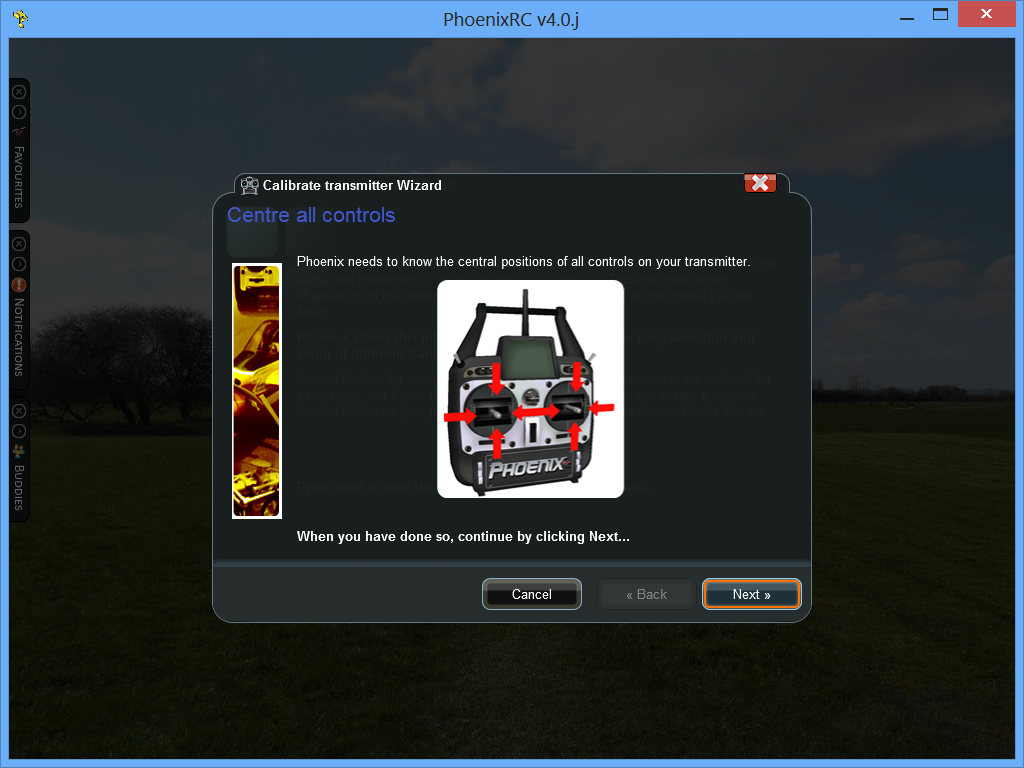 PhoenixRC v4.0.j
FAVOURITES
NOTIFICATIONS
BUDDIES
Calibrate transmitter Wizard
Centre all controls
Phoenix needs to know the central positions of all controls on your transmitter.
PHOENIX
When you have done so, continue by clicking Next...
Cancel
« Back
Next »